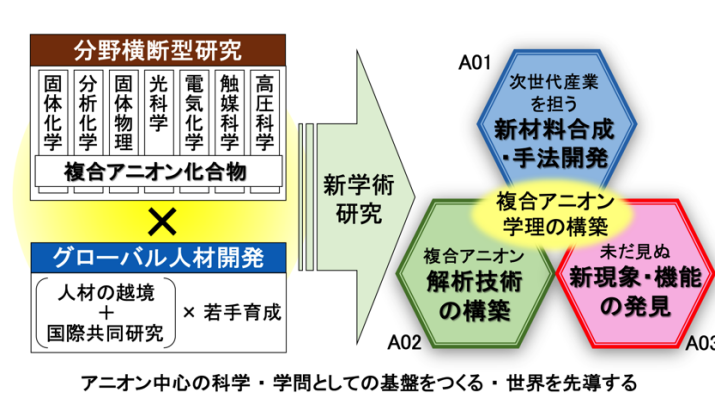 分野横断型研究
固体化学
分析化学
固体物理
光科学
電気化学
触媒科学
高圧科学
複合アニオン化合物
×
グローバル人材開発
人材の越境
＋
国際共同研究
× 若手育成
新学術
研究
A01
次世代産業
を担う
新材料合成
・手法開発
複合アニオン
学理の構築
複合アニオン
解析技術
の構築
A02
未だ見ぬ
新現象・機能
の発見
A03
アニオン中心の科学・学問としての基盤をつくる・世界を先導する